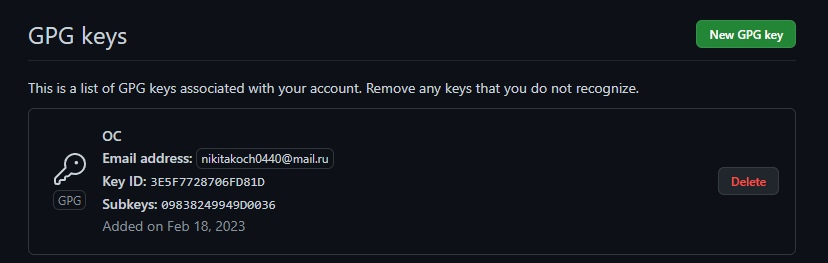 GPG keys
New GPG key
This is a list of GPG keys associated with your account. Remove any keys that you do not recognize.
OC
Email address: nikitakoch0440@mail.ru
Key ID: 3E5F7728706FD81D
GPG
Subkeys: 09838249949D0036
Added on Feb 18, 2023
Delete